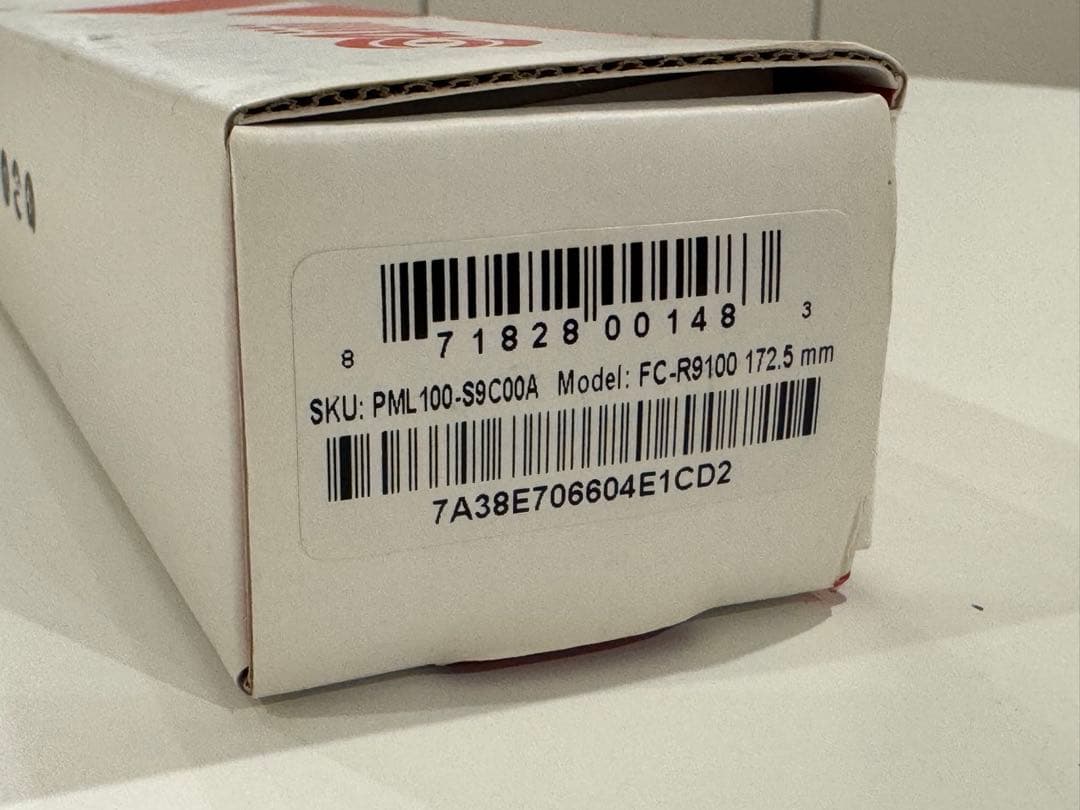 8 71828 00148 3
SKU: PML100-S9C00A Model: FC-R9100 172.5 mm
7A38E706604E1CD2